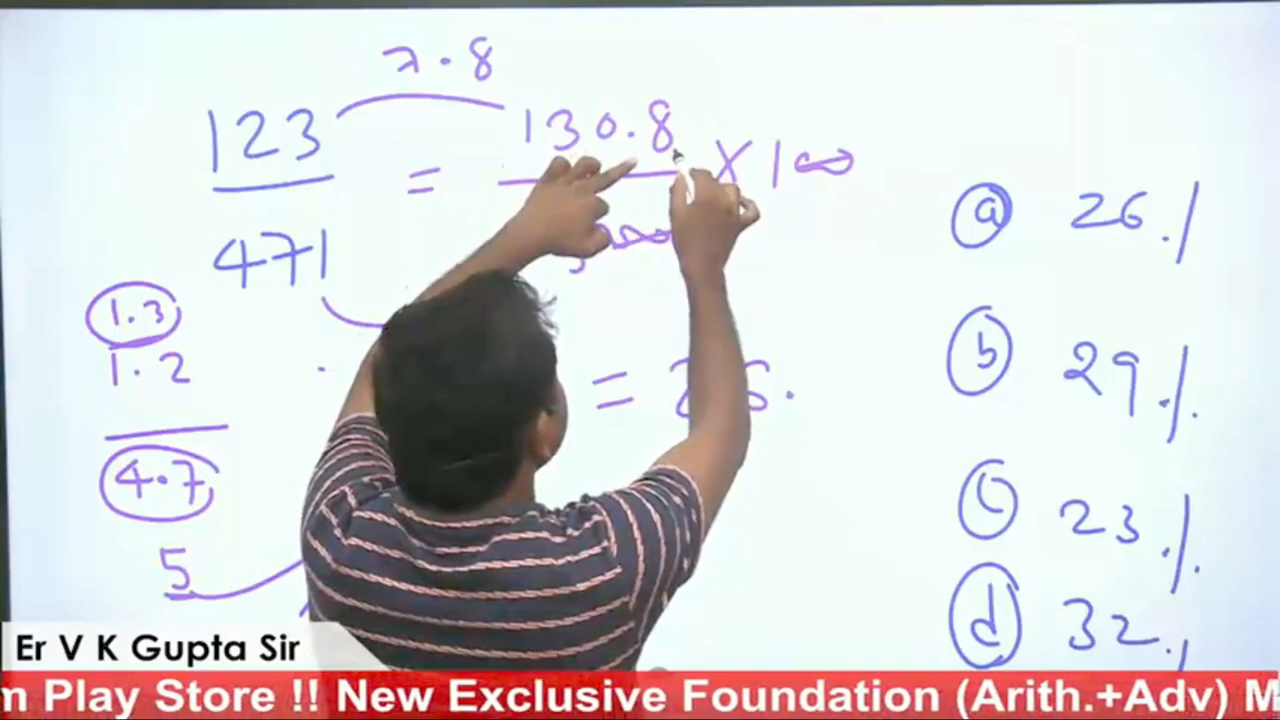 7.8
123 = 130.8 × 100
471
1.3
1.2
4.7
5
= 26.
a 26 %
b 29 %
c 23 %
d 32
Er V K Gupta Sir
m Play Store !! New Exclusive Foundation (Arith.+Adv) M